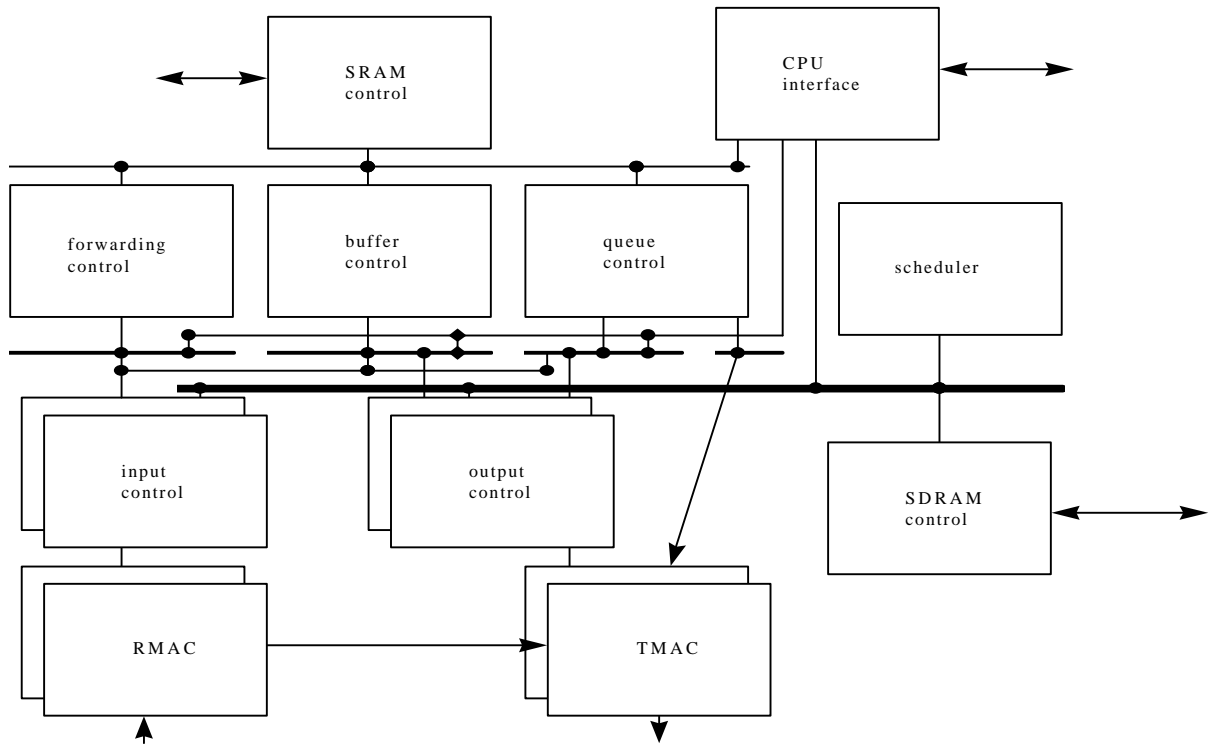 SRAM
control
CPU
interface
forwarding
control
buffer
control
queue
control
scheduler
input
control
output
control
SDRAM
control
RMAC
TMAC